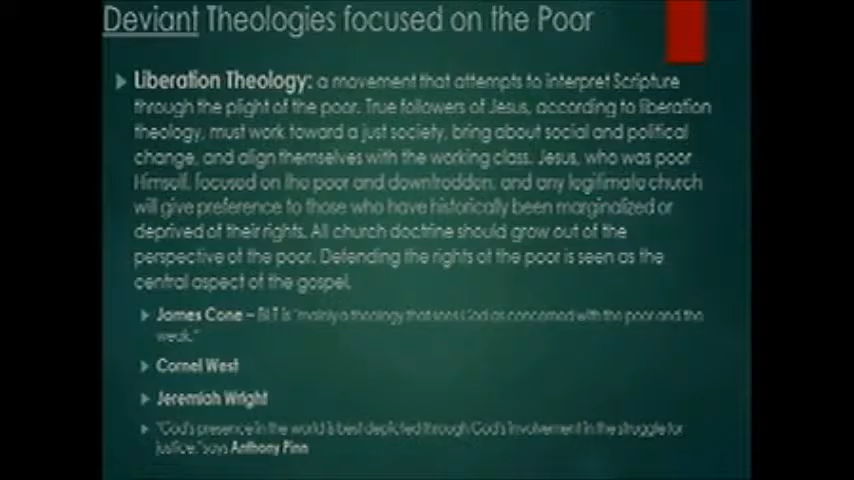 Deviant Theologies focused on the Poor
Liberation Theology: a movement that attempts to interpret Scripture
through the plight of the poor. True followers of Jesus, according to liberation
theology, must work toward a just society, bring about social and political
change, and align themselves with the working class. Jesus, who was poor
Himself, focused on the poor and downtrodden, and any legitimate church
will give preference to those who have historically been marginalized or
deprived of their rights. All church doctrine should grow out of the
perspective of the poor. Defending the rights of the poor is seen as the
central aspect of the gospel.
James Cone – BLT is "mainly a theology that sees God as concerned with the poor and the
weak."
Cornel West
Jeremiah Wright
"God's presence in the world is best depicted through God's involvement in the struggle for
justice," says Anthony Pinn